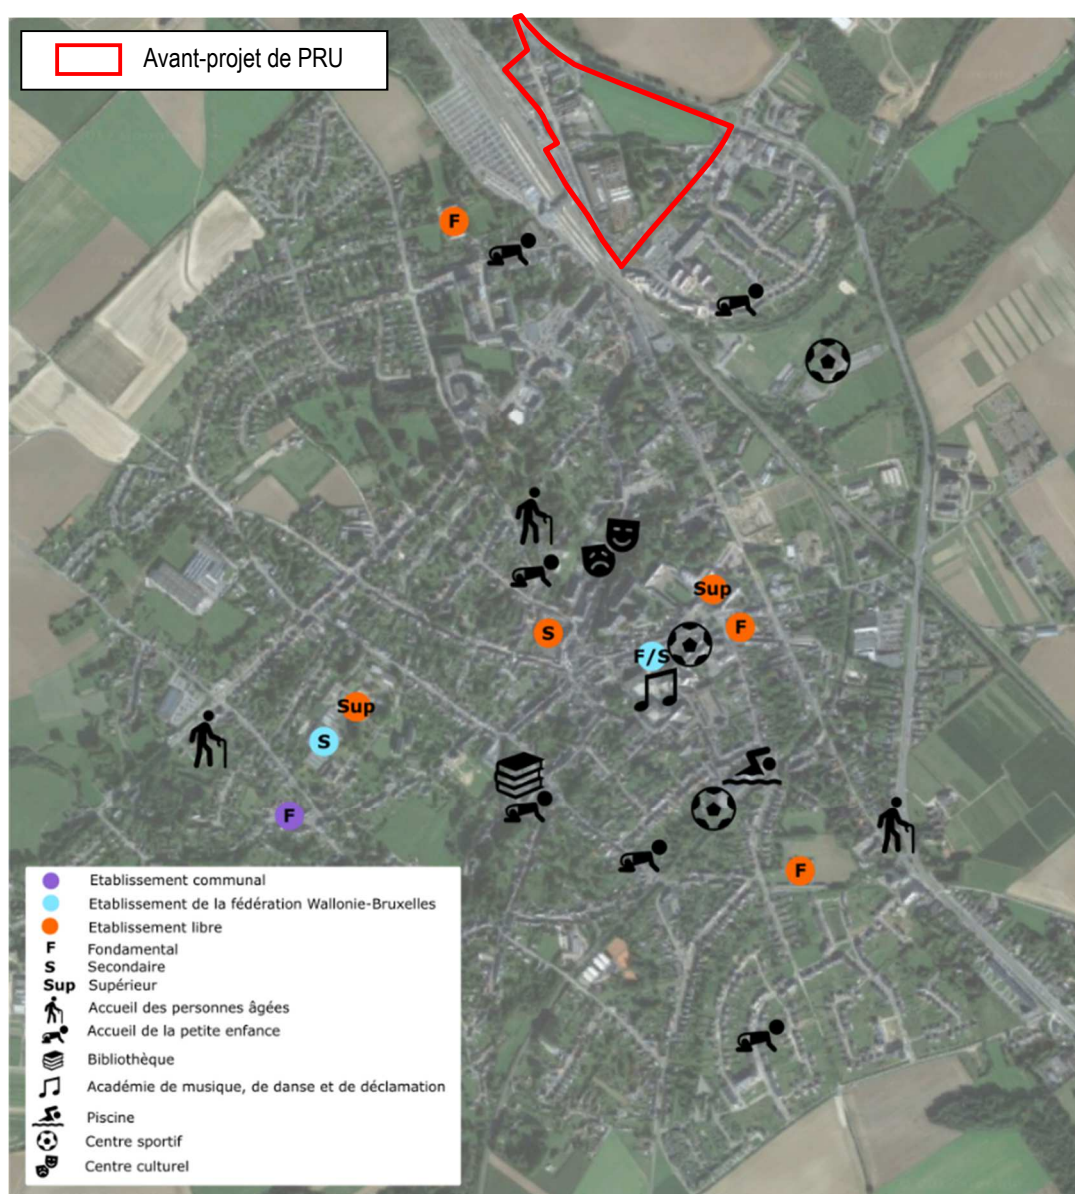 Avant-projet de PRU
F
Sup
S
F
F/S
Sup
S
F
F
Etablissement communal
Etablissement de la fédération Wallonie-Bruxelles
Etablissement libre
F Fondamental
S Secondaire
Sup Supérieur
Accueil des personnes âgées
Accueil de la petite enfance
Bibliothèque
Académie de musique, de danse et de déclamation
Piscine
Centre sportif
Centre culturel